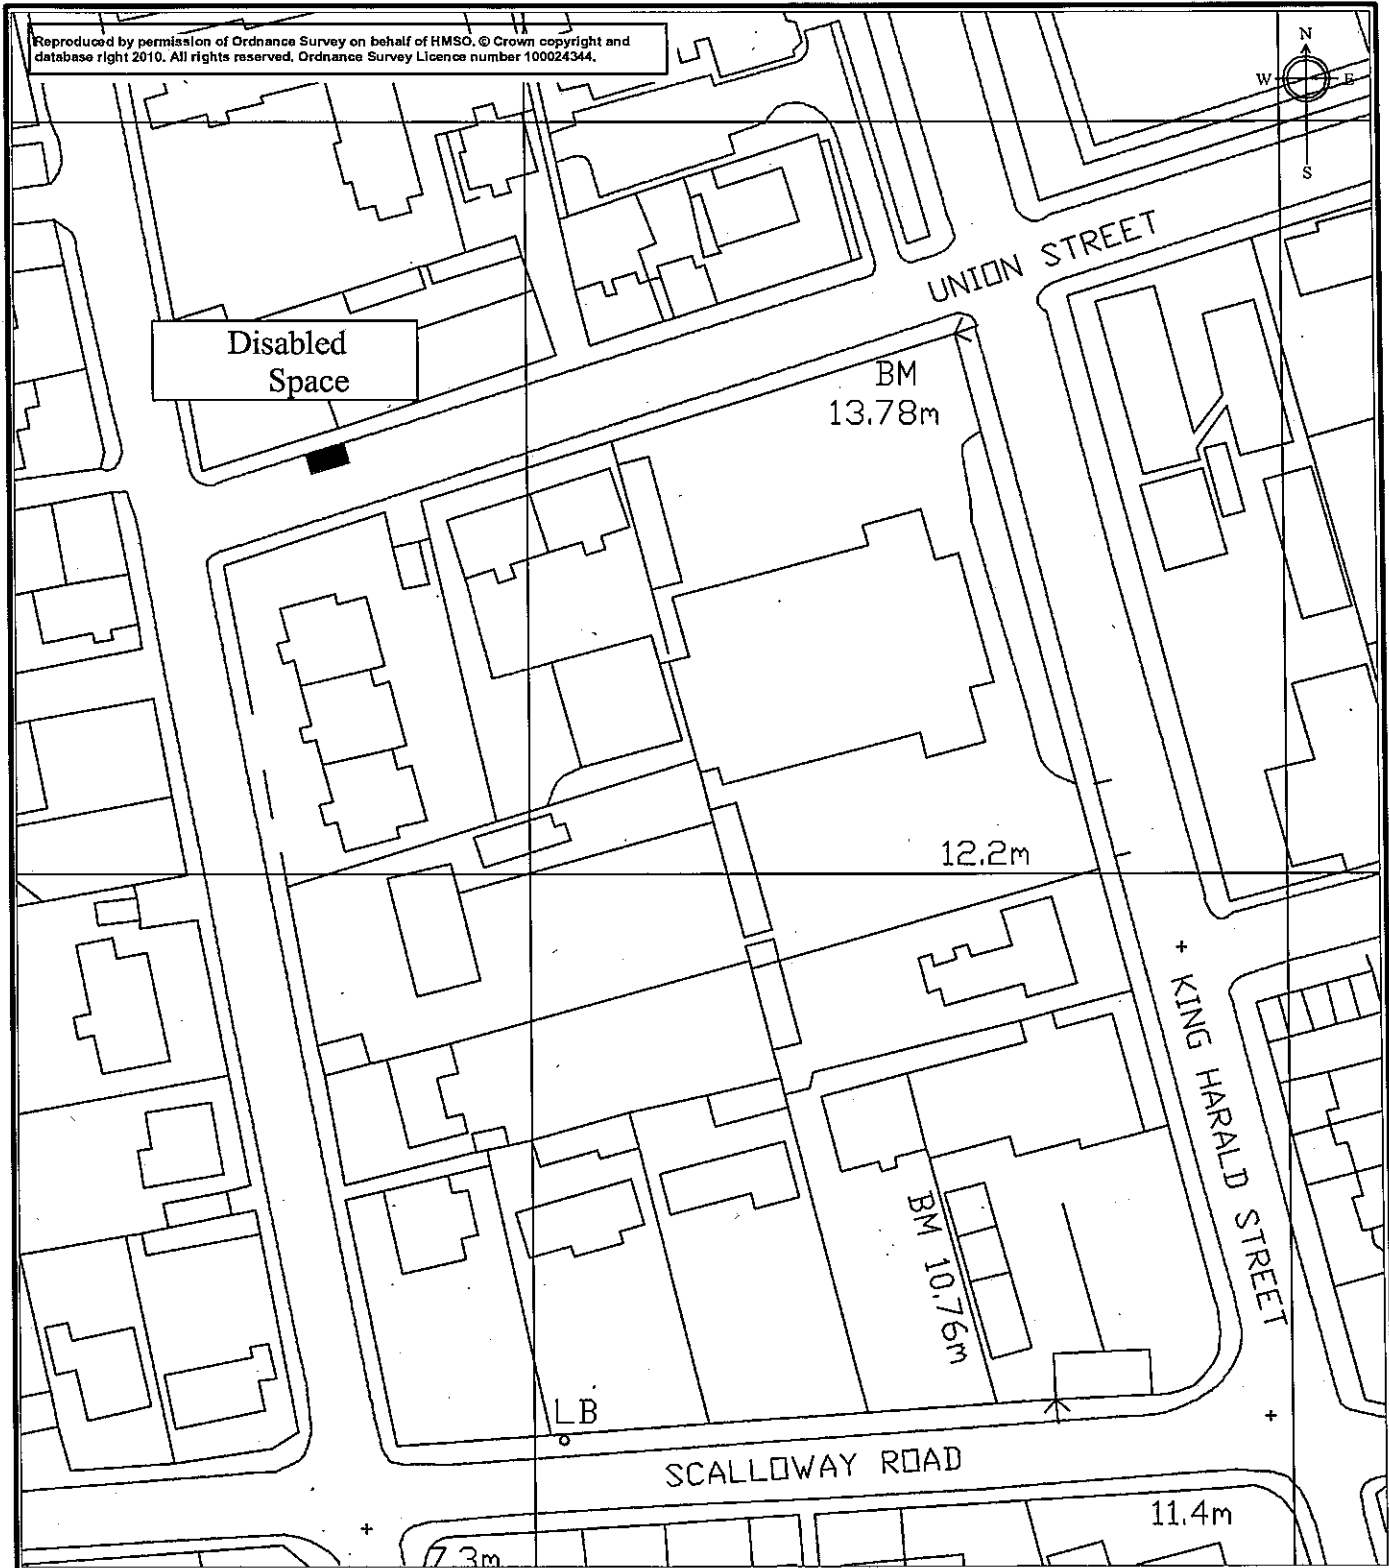 Reproduced by permission of Ordnance Survey on behalf of HMSO. © Crown copyright and
database right 2010. All rights reserved. Ordnance Survey Licence number 100024344.
N
W E
S
UNION STREET
Disabled
Space
BM
13.78m
12.2m
KING HARALD STREET
BM 10.76m
LB
SCALLOWAY ROAD
11.4m
7.3m